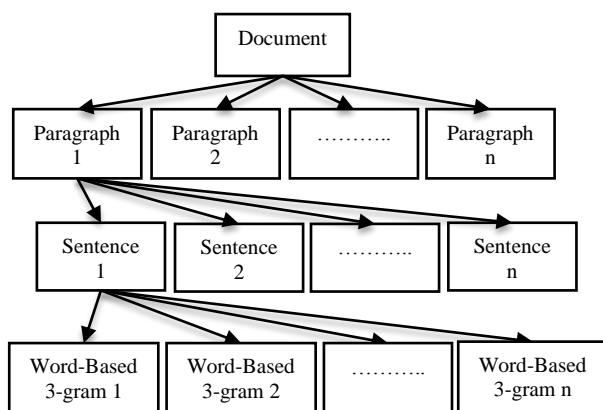 Document
Paragraph
1
Paragraph
2
………..
Paragraph
n
Sentence
1
Sentence
2
………..
Sentence
n
Word-Based
3-gram 1
Word-Based
3-gram 2
………..
Word-Based
3-gram n